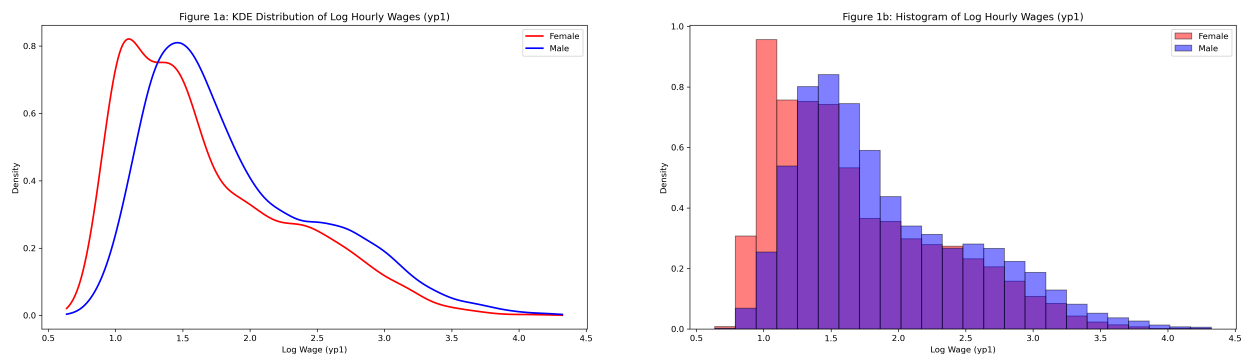 Figure 1a: KDE Distribution of Log Hourly Wages (yp1)
Female
Male
Density
0.8
0.6
0.4
0.2
0.0
0.5 1.0 1.5 2.0 2.5 3.0 3.5 4.0 4.5
Log Wage (yp1)
Figure 1b: Histogram of Log Hourly Wages (yp1)
Female
Male
Density
1.0
0.8
0.6
0.4
0.2
0.0
0.5 1.0 1.5 2.0 2.5 3.0 3.5 4.0 4.5
Log Wage (yp1)